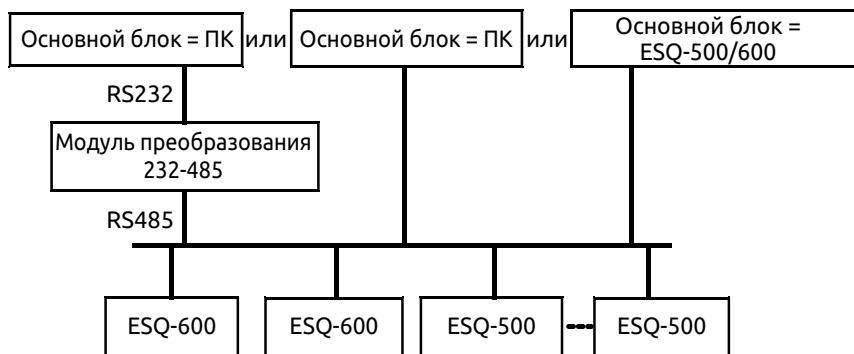 Основной блок = ПК или Основной блок = ПК или Основной блок =
ESQ-500/600
RS232
Модуль преобразования
232-485
RS485
ESQ-600 ESQ-600 ESQ-500 ESQ-500